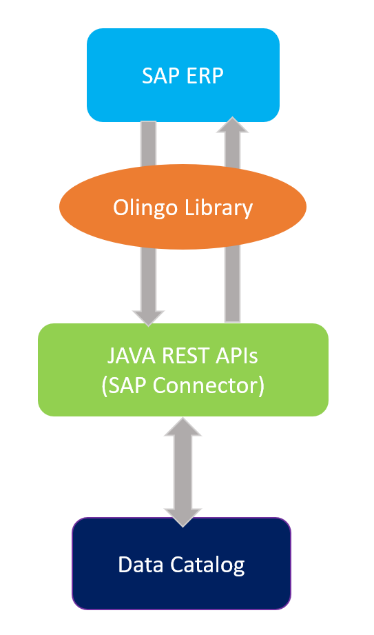 SAP ERP
Olingo Library
JAVA REST APIs
(SAP Connector)
Data Catalog